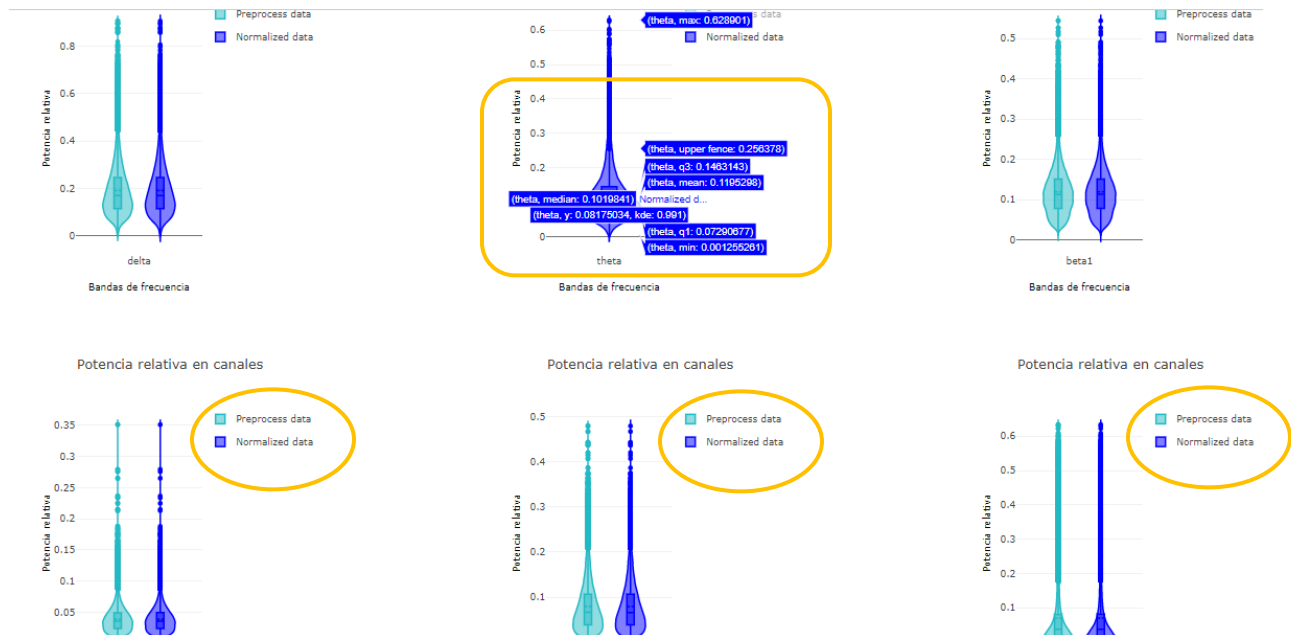 Preprocess data
Normalized data
0.8
0.6
0.4
0.2
0
Potencia relativa
delta
Bandas de frecuencia
(theta, max: 0.628901)
s data
Normalized data
0.6
0.5
0.4
0.3
0.2
0
Potencia relativa
(theta, upper fence: 0.256378)
(theta, q3: 0.1463143)
(theta, mean: 0.1195298)
(theta, median: 0.1019841)
Normalized d...
(theta, y: 0.08175034, kde: 0.991)
(theta, q1: 0.07290677)
(theta, min: 0.001255261)
theta
Bandas de frecuencia
Preprocess data
Normalized data
0.5
0.4
0.3
0.2
0.1
0
Potencia relativa
beta1
Bandas de frecuencia
Potencia relativa en canales
Preprocess data
Normalized data
0.35
0.3
0.25
0.2
0.15
0.1
0.05
Potencia relativa
Potencia relativa en canales
Preprocess data
Normalized data
0.5
0.4
0.3
0.2
0.1
Potencia relativa
Potencia relativa en canales
Preprocess data
Normalized data
0.6
0.5
0.4
0.3
0.2
0.1
Potencia relativa